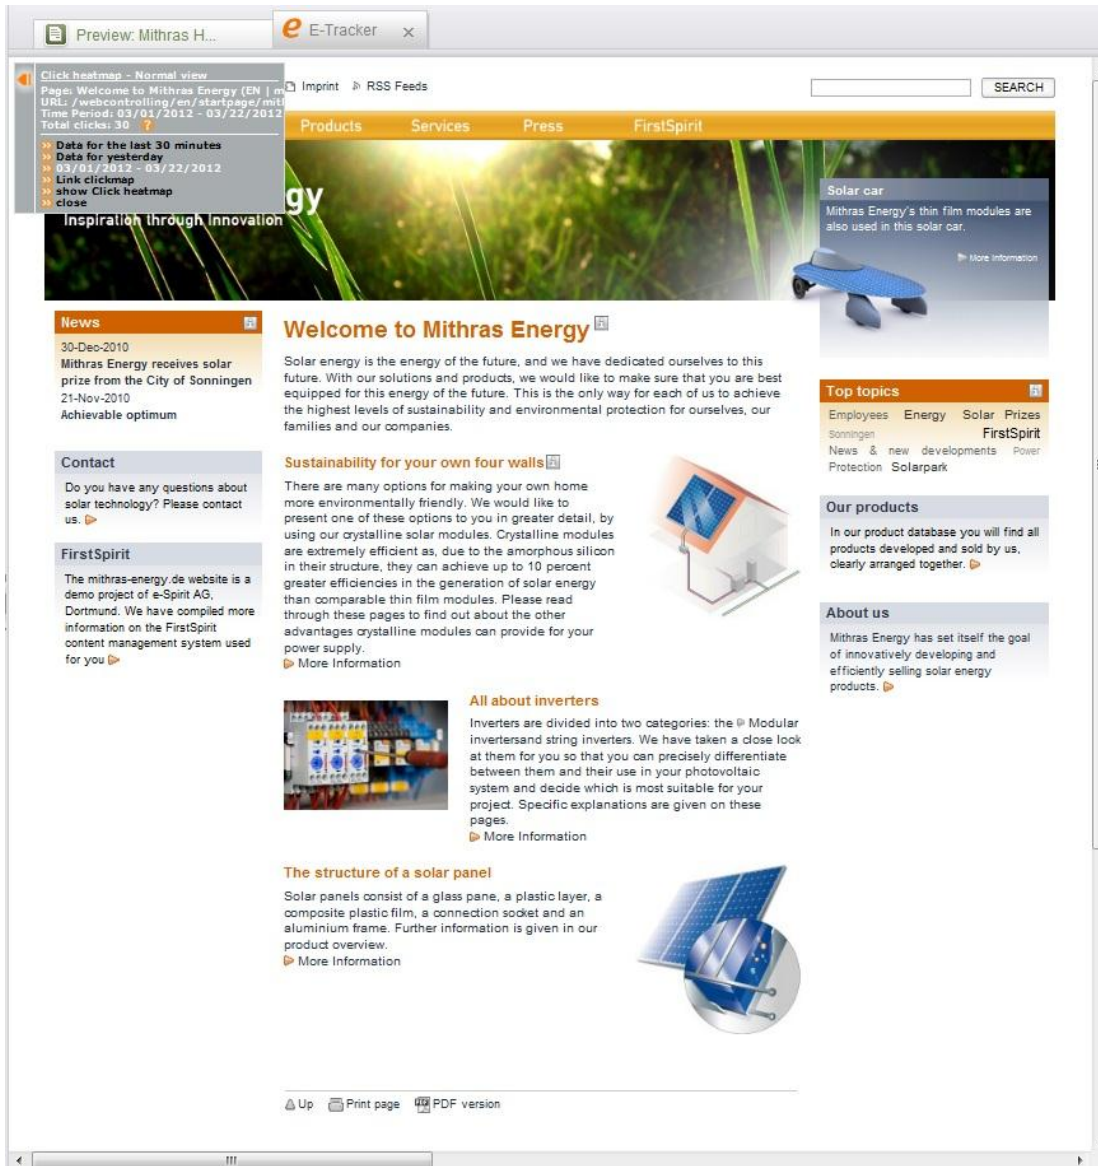 Preview: Mithras H...
E-Tracker
Click heatmap - Normal view
Page: Welcome to Mithras Energy (EN | m
URL: /webcontrolling/en/startpage/mit
Time Period: 03/01/2012 - 03/22/2012
Total clicks: 30 ?
Data for the last 30 minutes
Data for yesterday
03/01/2012 - 03/22/2012
Link clickmap
show Click heatmap
close
Imprint RSS Feeds
SEARCH
Products Services Press FirstSpirit
gy
Inspiration through Innovation
Solar car
Mithras Energy's thin film modules are
also used in this solar car.
More Information
News
30-Dec-2010
Mithras Energy receives solar
prize from the City of Sonningen
21-Nov-2010
Achievable optimum
Contact
Do you have any questions about
solar technology? Please contact
us.
FirstSpirit
The mithras-energy.de website is a
demo project of e-Spirit AG,
Dortmund. We have compiled more
information on the FirstSpirit
content management system used
for you
Welcome to Mithras Energy
Solar energy is the energy of the future, and we have dedicated ourselves to this
future. With our solutions and products, we would like to make sure that you are best
equipped for this energy of the future. This is the only way for each of us to achieve
the highest levels of sustainability and environmental protection for ourselves, our
families and our companies.
Sustainability for your own four walls
There are many options for making your own home
more environmentally friendly. We would like to
present one of these options to you in greater detail, by
using our crystalline solar modules. Crystalline modules
are extremely efficient as, due to the amorphous silicon
in their structure, they can achieve up to 10 percent
greater efficiencies in the generation of solar energy
than comparable thin film modules. Please read
through these pages to find out about the other
advantages crystalline modules can provide for your
power supply.
More Information
All about inverters
Inverters are divided into two categories: the Modular
invertersand string inverters. We have taken a close look
at them for you so that you can precisely differentiate
between them and their use in your photovoltaic
system and decide which is most suitable for your
project. Specific explanations are given on these
pages.
More Information
The structure of a solar panel
Solar panels consist of a glass pane, a plastic layer, a
composite plastic film, a connection socket and an
aluminium frame. Further information is given in our
product overview.
More Information
Top topics
Employees Energy Solar Prizes
Sonningen FirstSpirit
News & new developments Power
Protection Solarpark
Our products
In our product database you will find all
products developed and sold by us,
clearly arranged together.
About us
Mithras Energy has set itself the goal
of innovatively developing and
efficiently selling solar energy
products.
Up Print page PDF version